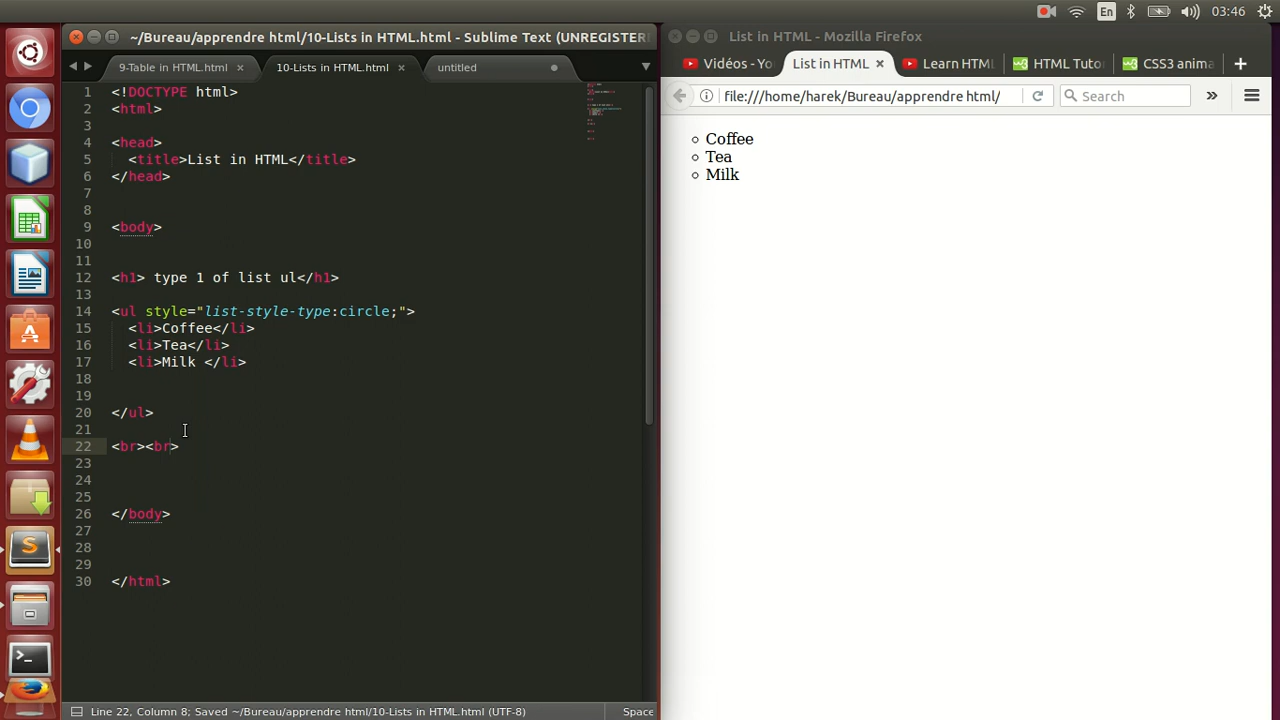 ~/Bureau/apprendre html/10-Lists in HTML.html - Sublime Text (UNREGISTER
List in HTML - Mozilla Firefox
En
03:46
9-Table in HTML.html
10-Lists in HTML.html
untitled
Vidéos - Yo
List in HTML
Learn HTM
HTML Tuto
CSS3 anima
file:///home/harek/Bureau/apprendre html/
Search
1 <!DOCTYPE html>
2 <html>
3
4 <head>
5 <title>List in HTML</title>
6 </head>
7
8
9 <body>
10
11
12 <h1> type 1 of list ul</h1>
13
14 <ul style="list-style-type:circle;">
15 <li>Coffee</li>
16 <li>Tea</li>
17 <li>Milk </li>
18
19
20 </ul>
21
22 <br><br>
23
24
25
26 </body>
27
28
29
30 </html>
Coffee
Tea
Milk
Line 22, Column 8; Saved ~/Bureau/apprendre html/10-Lists in HTML.html (UTF-8)
Space